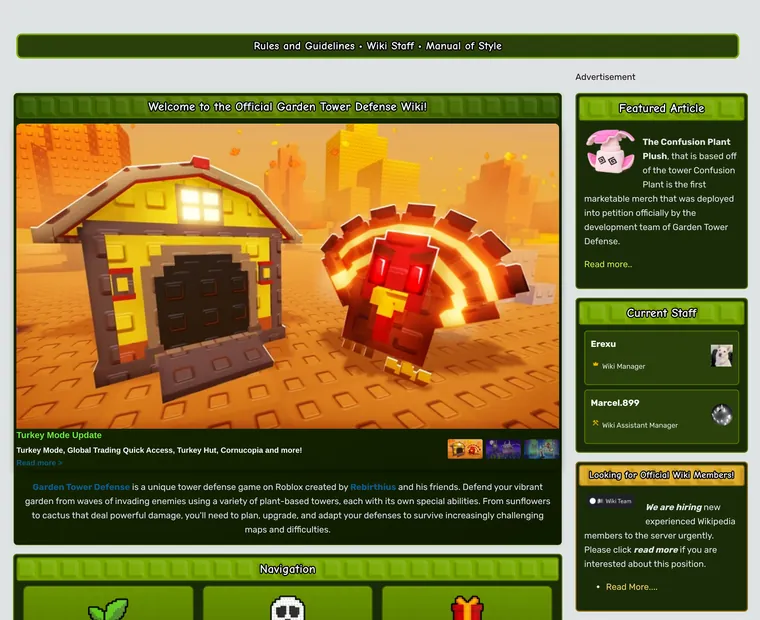 Rules and Guidelines • Wiki Staff • Manual of Style
Advertisement
Welcome to the Official Garden Tower Defense Wiki!
Turkey Mode Update
Turkey Mode, Global Trading Quick Access, Turkey Hut, Cornucopia and more!
Read more >
Garden Tower Defense is a unique tower defense game on Roblox created by Rebirthius and his friends. Defend your vibrant
garden from waves of invading enemies using a variety of plant-based towers, each with its own special abilities. From sunflowers
to cactus that deal powerful damage, you'll need to plan, upgrade, and adapt your defenses to survive increasingly challenging
maps and difficulties.
Navigation
Featured Article
The Confusion Plant
Plush, that is based off
of the tower Confusion
Plant is the first
marketable merch that was deployed
into petition officially by the
development team of Garden Tower
Defense.
Read more..
Current Staff
Erexu
Wiki Manager
Marcel.899
Wiki Assistant Manager
Looking for Official Wiki Members!
Wiki Team
We are hiring new
experienced Wikipedia
members to the server urgently.
Please click read more if you are
interested about this position.
• Read More....